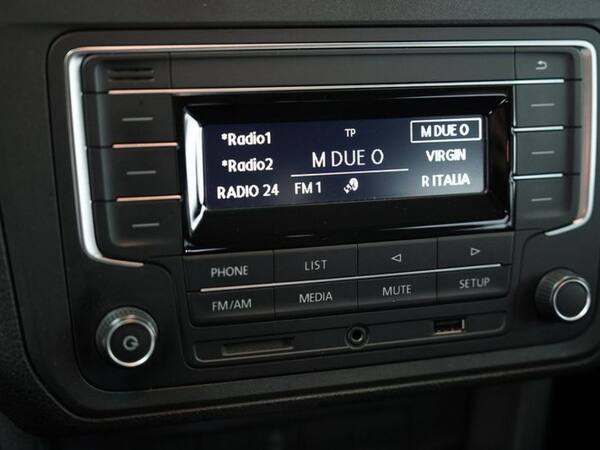 *Radio1
TP
M DUE O
*Radio2
M DUE O
VIRGIN
RADIO 24
FM 1
R ITALIA
PHONE
LIST
FM/AM
MEDIA
MUTE
SETUP